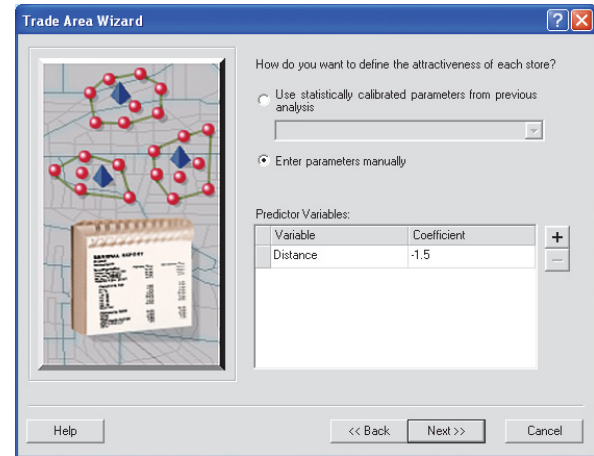 Trade Area Wizard
How do you want to define the attractiveness of each store?
Use statistically calibrated parameters from previous
analysis
Enter parameters manually
Predictor Variables:
Variable Coefficient
Distance -1.5
Help << Back Next >> Cancel